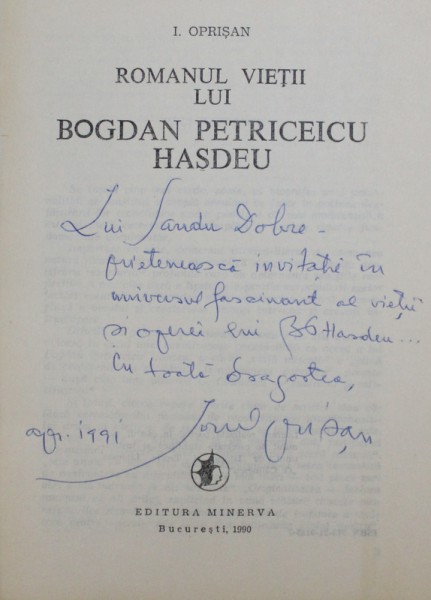 I. OPRIȘAN
ROMANUL VIEȚII
LUI
BOGDAN PETRICEICU
HAȘDEU
Lui Sandu Dobre -
prietenească invitație în
universul fascinant al vieții
și operei lui BP Hasdeu...
Cu toată dragostea,
apr. 1991
EDITURA MINERVA
București, 1990